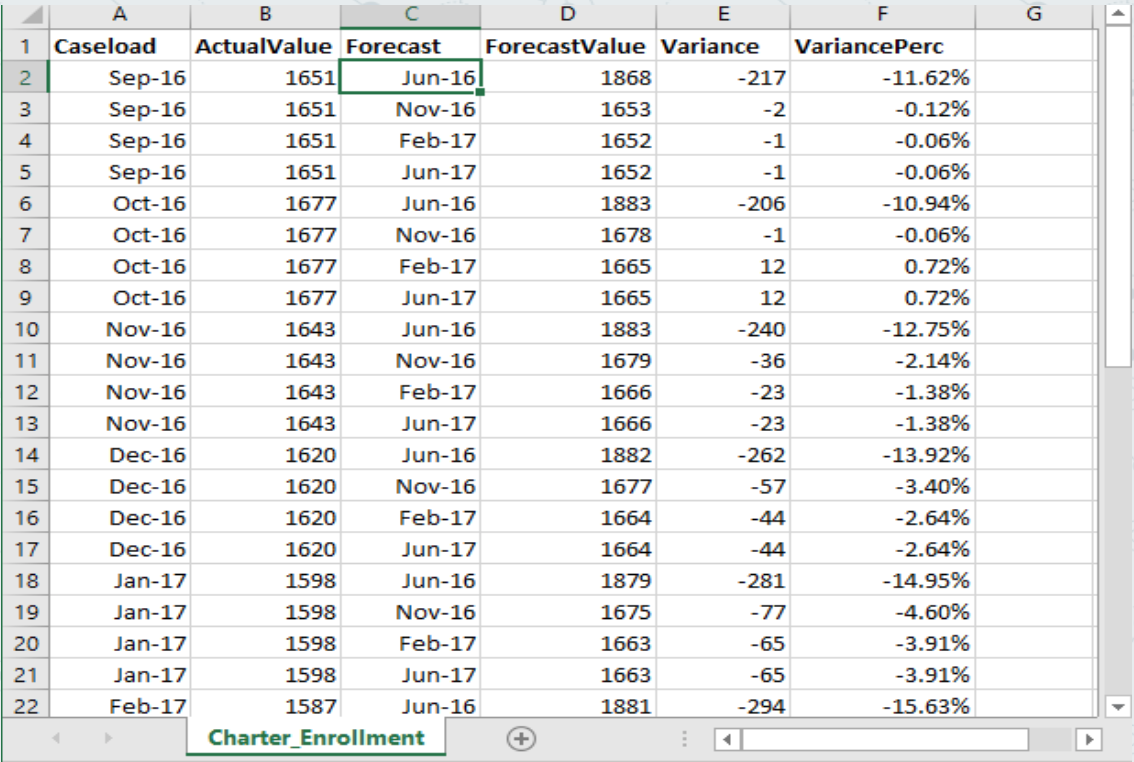 A B C D E F G
1 Caseload ActualValue Forecast ForecastValue Variance VariancePerc
2 Sep-16 1651 Jun-16 1868 -217 -11.62%
3 Sep-16 1651 Nov-16 1653 -2 -0.12%
4 Sep-16 1651 Feb-17 1652 -1 -0.06%
5 Sep-16 1651 Jun-17 1652 -1 -0.06%
6 Oct-16 1677 Jun-16 1883 -206 -10.94%
7 Oct-16 1677 Nov-16 1678 -1 -0.06%
8 Oct-16 1677 Feb-17 1665 12 0.72%
9 Oct-16 1677 Jun-17 1665 12 0.72%
10 Nov-16 1643 Jun-16 1883 -240 -12.75%
11 Nov-16 1643 Nov-16 1679 -36 -2.14%
12 Nov-16 1643 Feb-17 1666 -23 -1.38%
13 Nov-16 1643 Jun-17 1666 -23 -1.38%
14 Dec-16 1620 Jun-16 1882 -262 -13.92%
15 Dec-16 1620 Nov-16 1677 -57 -3.40%
16 Dec-16 1620 Feb-17 1664 -44 -2.64%
17 Dec-16 1620 Jun-17 1664 -44 -2.64%
18 Jan-17 1598 Jun-16 1879 -281 -14.95%
19 Jan-17 1598 Nov-16 1675 -77 -4.60%
20 Jan-17 1598 Feb-17 1663 -65 -3.91%
21 Jan-17 1598 Jun-17 1663 -65 -3.91%
22 Feb-17 1587 Jun-16 1881 -294 -15.63%
Charter_Enrollment